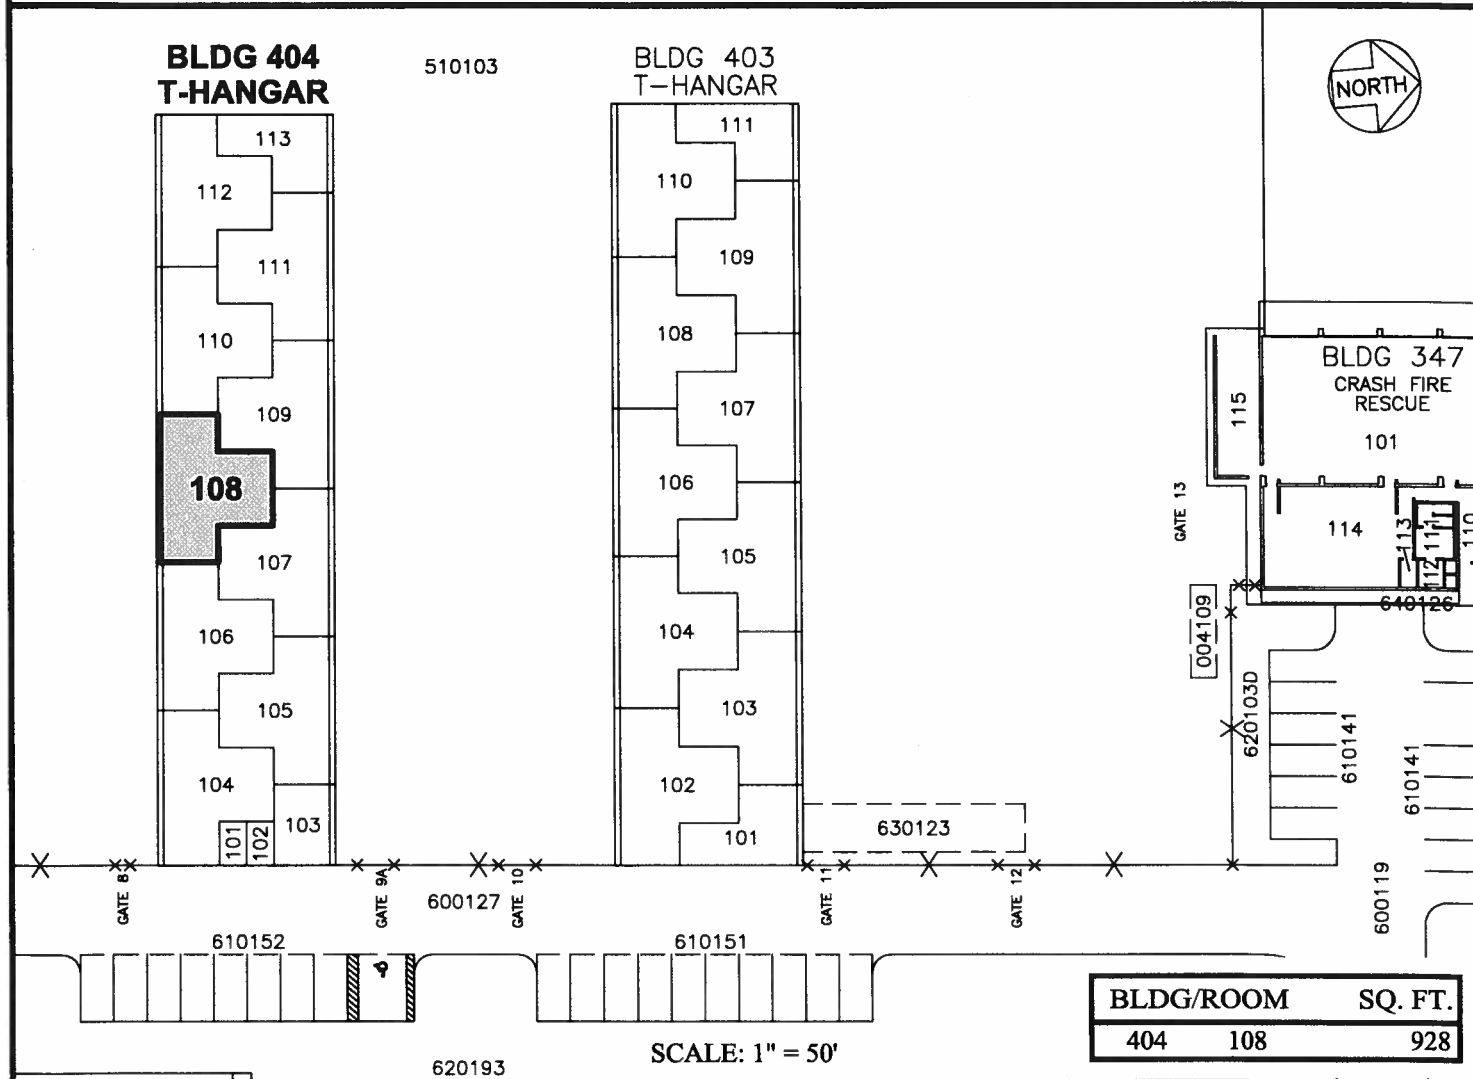 BLDG 404
T-HANGAR
510103
BLDG 403
T-HANGAR
NORTH
113
112
111
110
109
108
107
106
105
104
103
101
102
111
110
109
108
107
106
105
104
103
102
101
BLDG 347
CRASH FIRE
RESCUE
101
115
114
113
111
112
110
GATE 13
640126
004109
620103D
610141
610141
630123
600119
GATE 8
GATE 9A
600127
GATE 10
GATE 11
GATE 12
610152
610151
BLDG/ROOM SQ. FT.
404 108 928
SCALE: 1" = 50'
620193